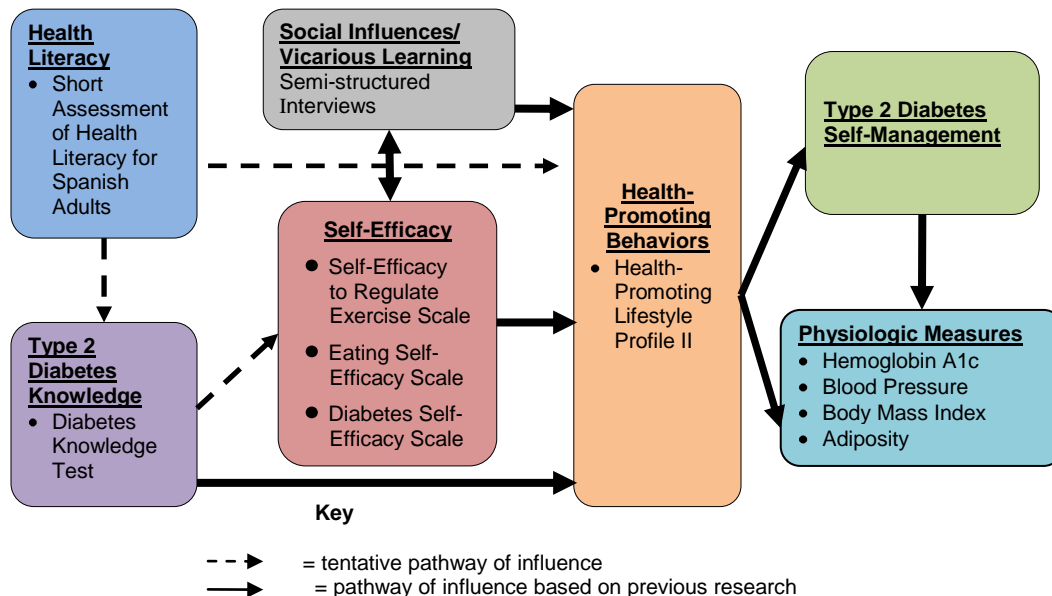 Health
Literacy
• Short
Assessment
of Health
Literacy for
Spanish
Adults
Social Influences/
Vicarious Learning
Semi-structured
Interviews
Type 2 Diabetes
Self-Management
Self-Efficacy
• Self-Efficacy
to Regulate
Exercise Scale
• Eating Self-
Efficacy Scale
• Diabetes Self-
Efficacy Scale
Health-
Promoting
Behaviors
• Health-
Promoting
Lifestyle
Profile II
Type 2
Diabetes
Knowledge
• Diabetes
Knowledge
Test
Physiologic Measures
• Hemoglobin A1c
• Blood Pressure
• Body Mass Index
• Adiposity
Key
= tentative pathway of influence
= pathway of influence based on previous research